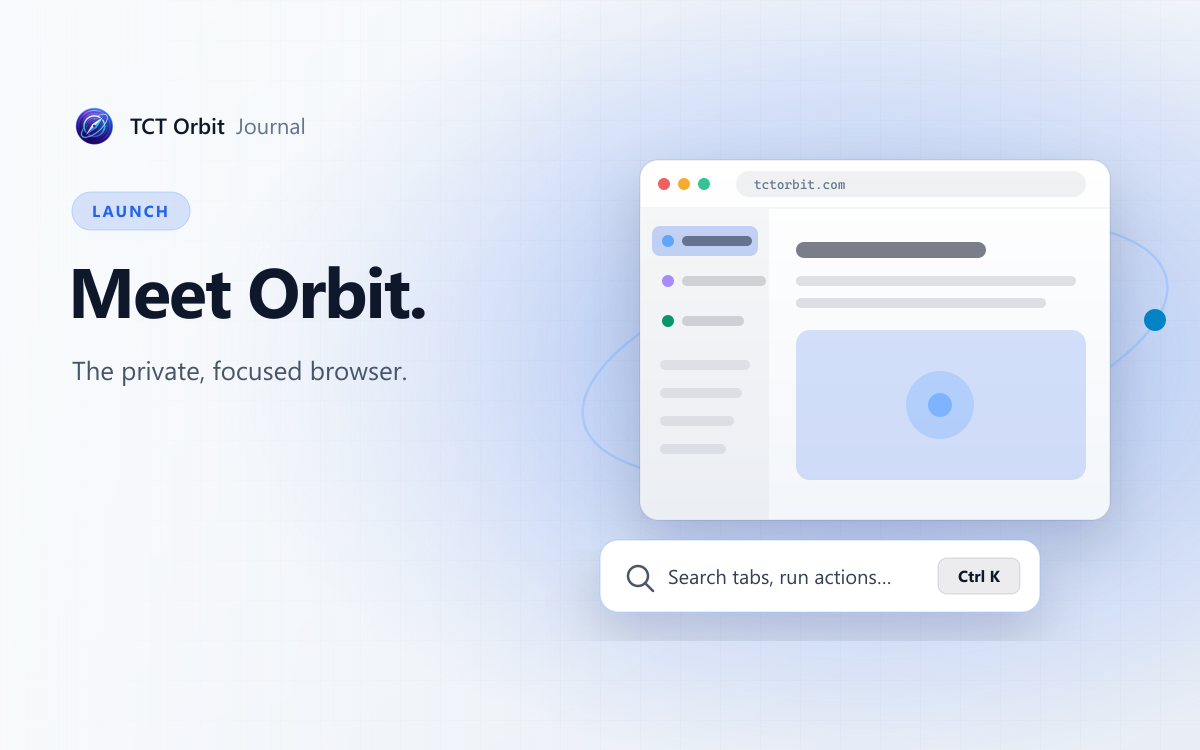 TCT Orbit Journal
LAUNCH
Meet Orbit.
The private, focused browser.
tctorbit.com
Search tabs, run actions...
Ctrl K